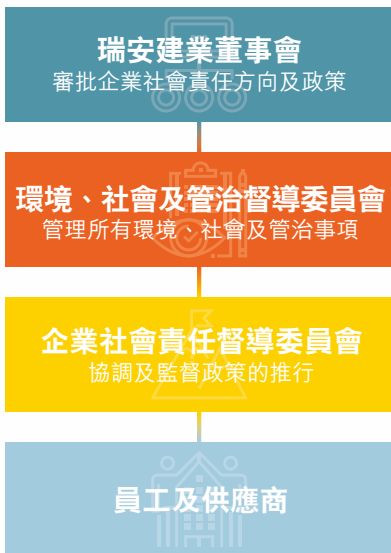 瑞安建業董事會
審批企業社會責任方向及政策
環境、社會及管治督導委員會
管理所有環境、社會及管治事項
企業社會責任督導委員會
協調及監督政策的推行
員工及供應商